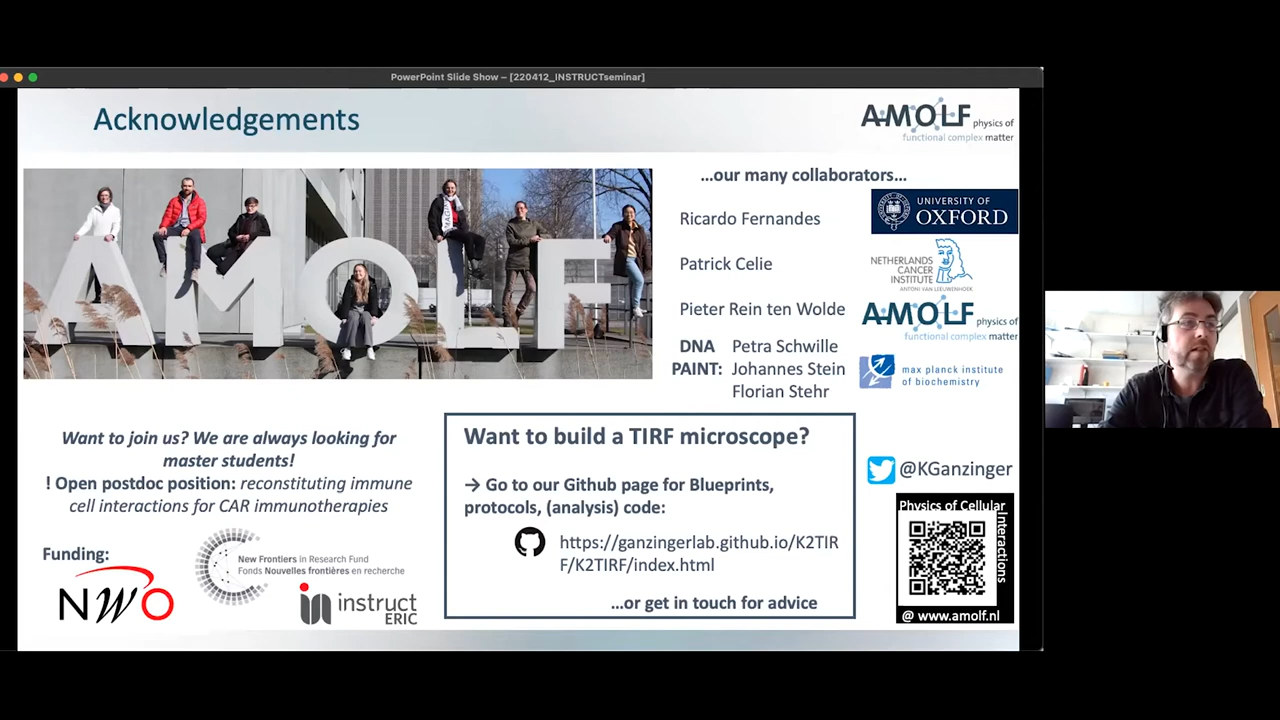 PowerPoint Slide Show – [220412_INSTRUCTseminar]
Acknowledgements
AMOLF physics of
functional complex matter
AMOLF
…our many collaborators…
Ricardo Fernandes
UNIVERSITY OF
OXFORD
Patrick Celie
NETHERLANDS
CANCER
INSTITUTE
ANTONI VAN LEEUWENHOEK
Pieter Rein ten Wolde
AMOLF physics of
functional complex matter
DNA Petra Schwille
PAINT: Johannes Stein
Florian Stehr
max planck institute
of biochemistry
Want to join us? We are always looking for
master students!
! Open postdoc position: reconstituting immune
cell interactions for CAR immunotherapies
Funding:
NWO
New Frontiers in Research Fund
Fonds Nouvelles frontières en recherche
instruct
ERIC
Want to build a TIRF microscope?
→ Go to our Github page for Blueprints,
protocols, (analysis) code:
https://ganzingerlab.github.io/K2TIR
F/K2TIRF/index.html
…or get in touch for advice
@KGanzinger
Physics of Cellular
Interactions
@ www.amolf.nl